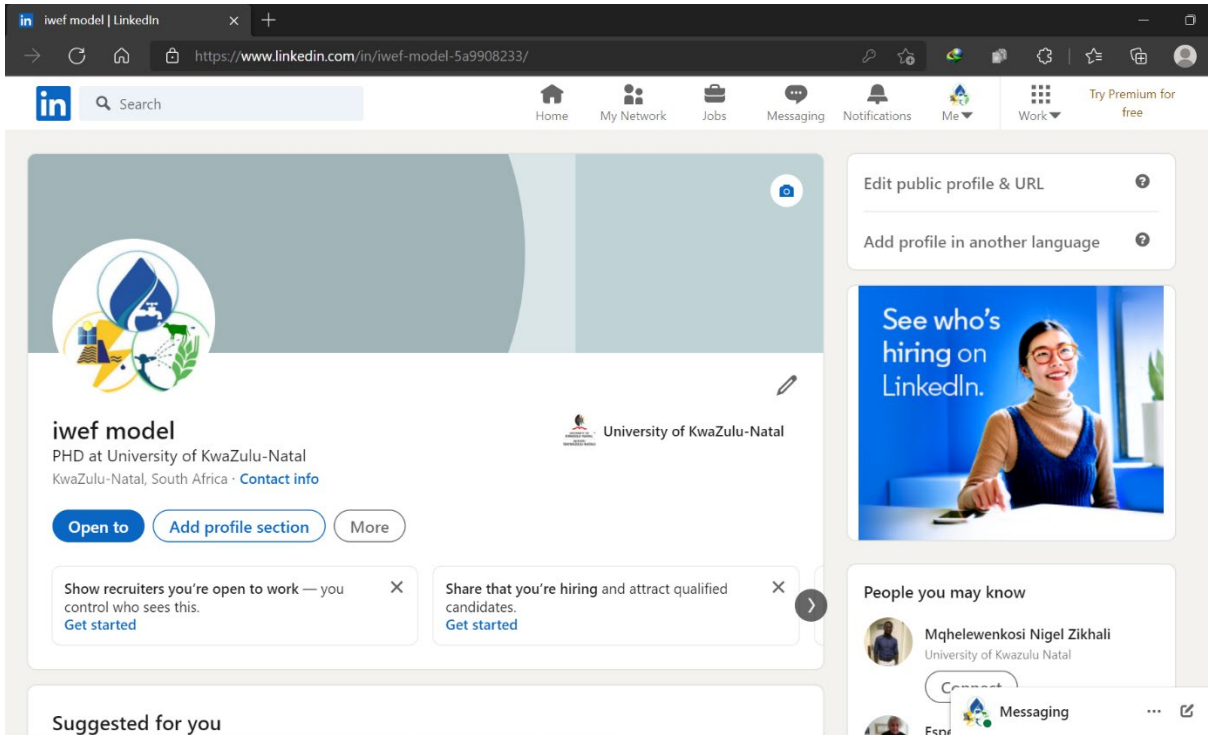 in iwef model | LinkedIn
https://www.linkedin.com/in/iwef-model-5a9908233/
in
Search
Home
My Network
Jobs
Messaging
Notifications
Me
Work
Try Premium for
free
Edit public profile & URL
Add profile in another language
See who's
hiring on
LinkedIn.
iwef model
PHD at University of KwaZulu-Natal
KwaZulu-Natal, South Africa · Contact info
University of KwaZulu-Natal
Open to
Add profile section
More
Show recruiters you're open to work — you
control who sees this.
Get started
Share that you're hiring and attract qualified
candidates.
Get started
People you may know
Mqhelewenkosi Nigel Zikhali
University of Kwazulu Natal
Connect
Messaging
Suggested for you